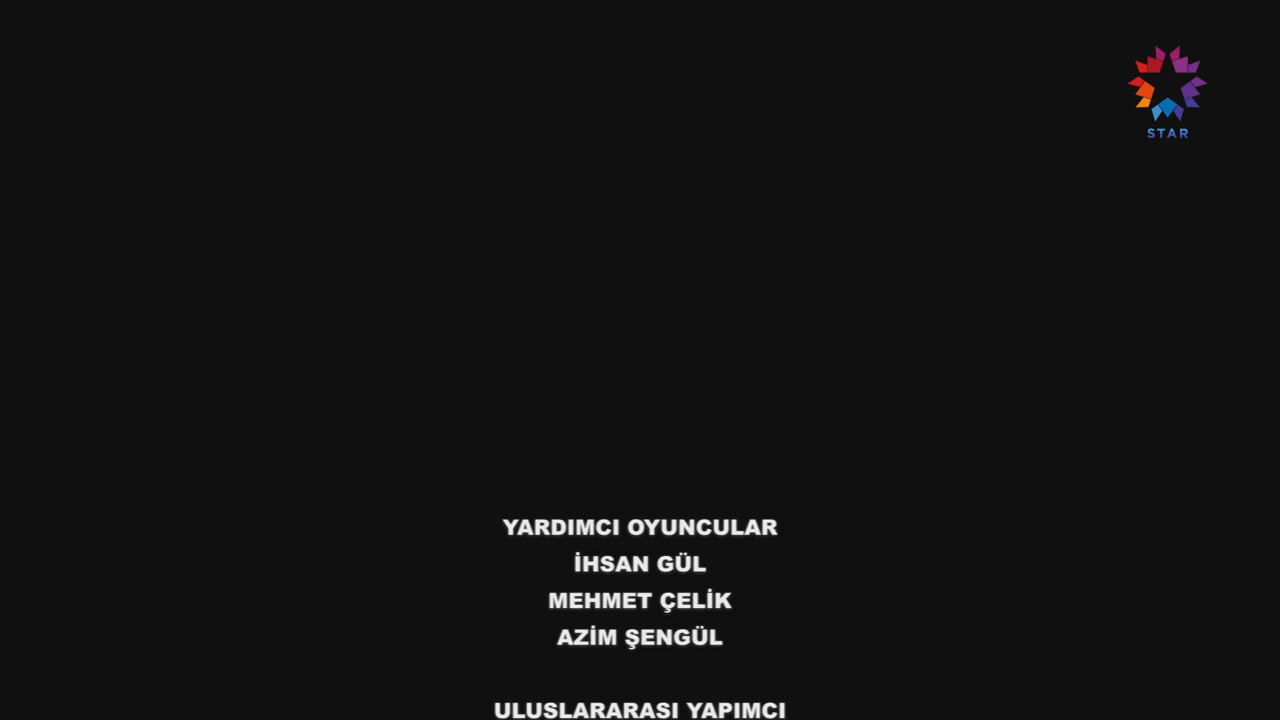 STAR
YARDIMCI OYUNCULAR
İHSAN GÜL
MEHMET ÇELİK
AZİM ŞENGÜL
ULUSLARARASI YAPIMCI